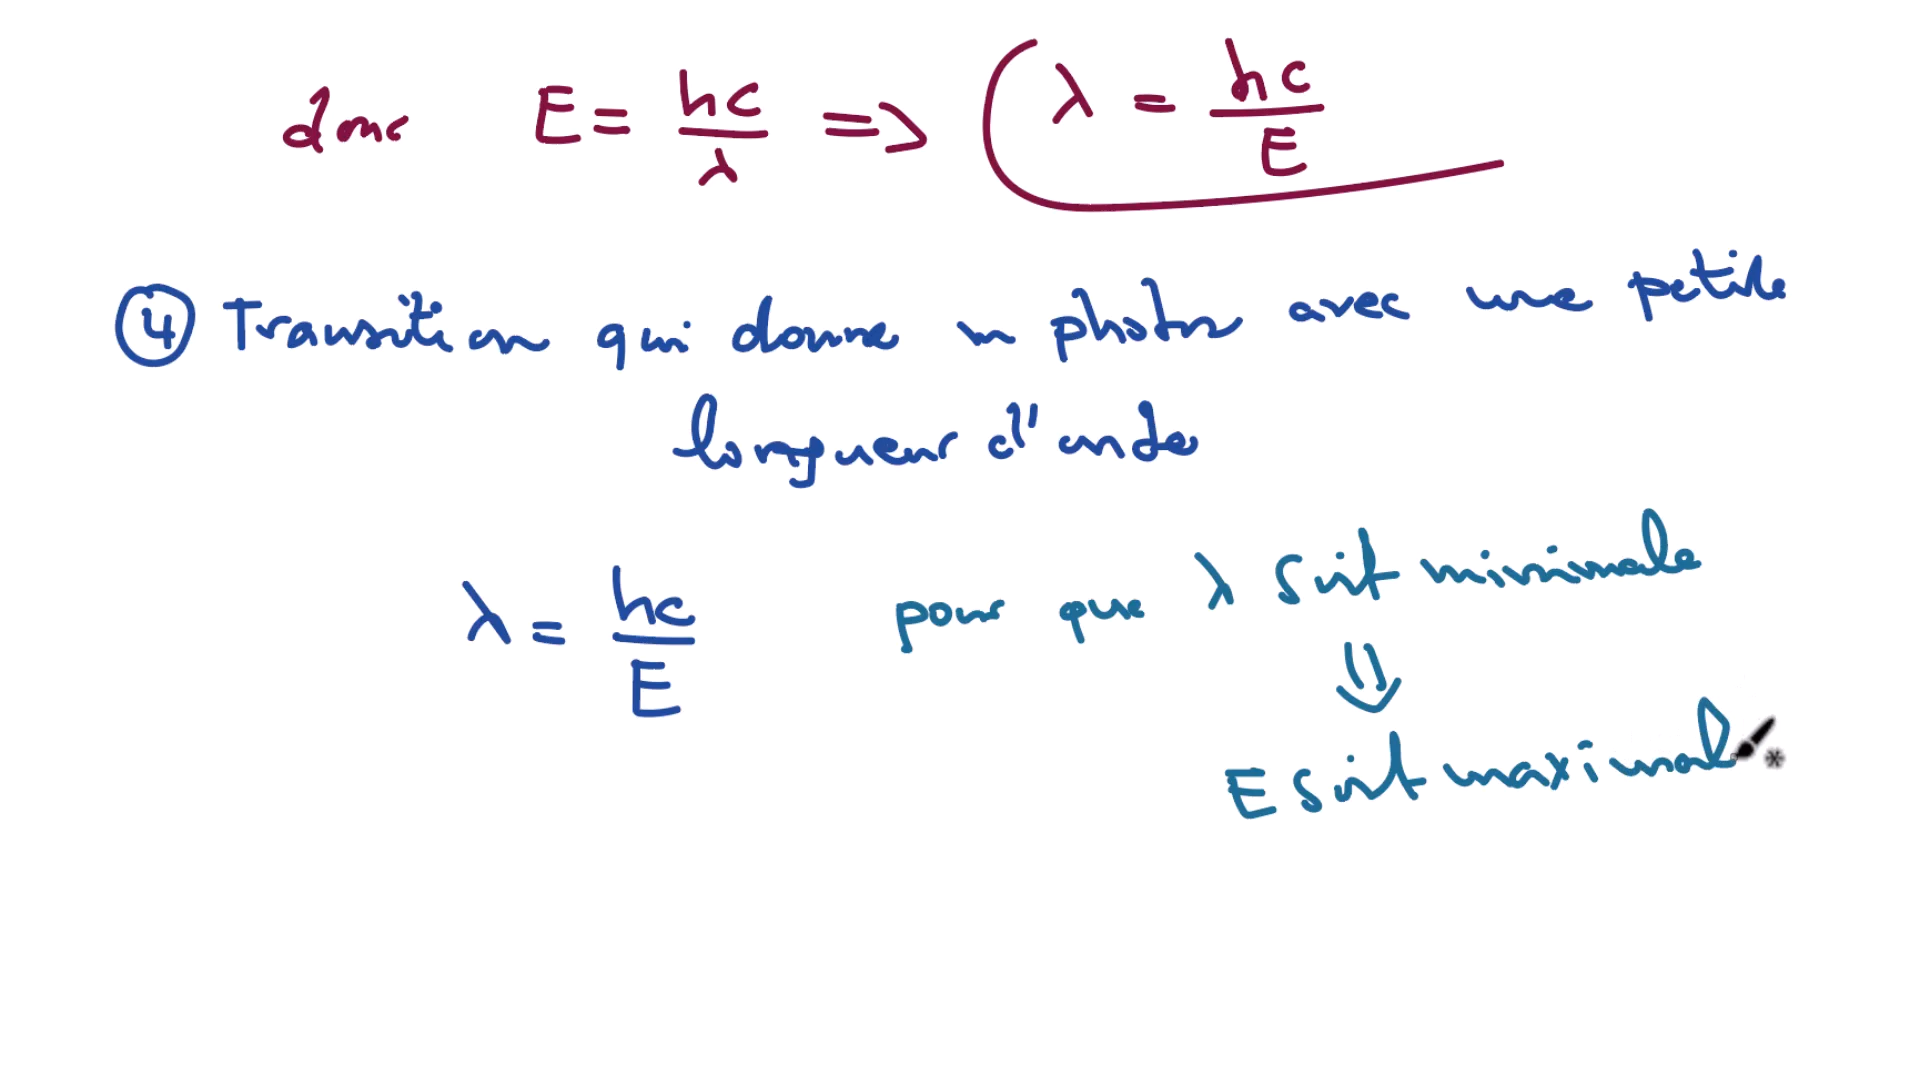 donc E = hc/λ => λ = hc/E
④ Transition qui donne un photon avec une petite
longueur d'onde
λ = hc/E pour que λ soit minimale
⇓
E soit maximal